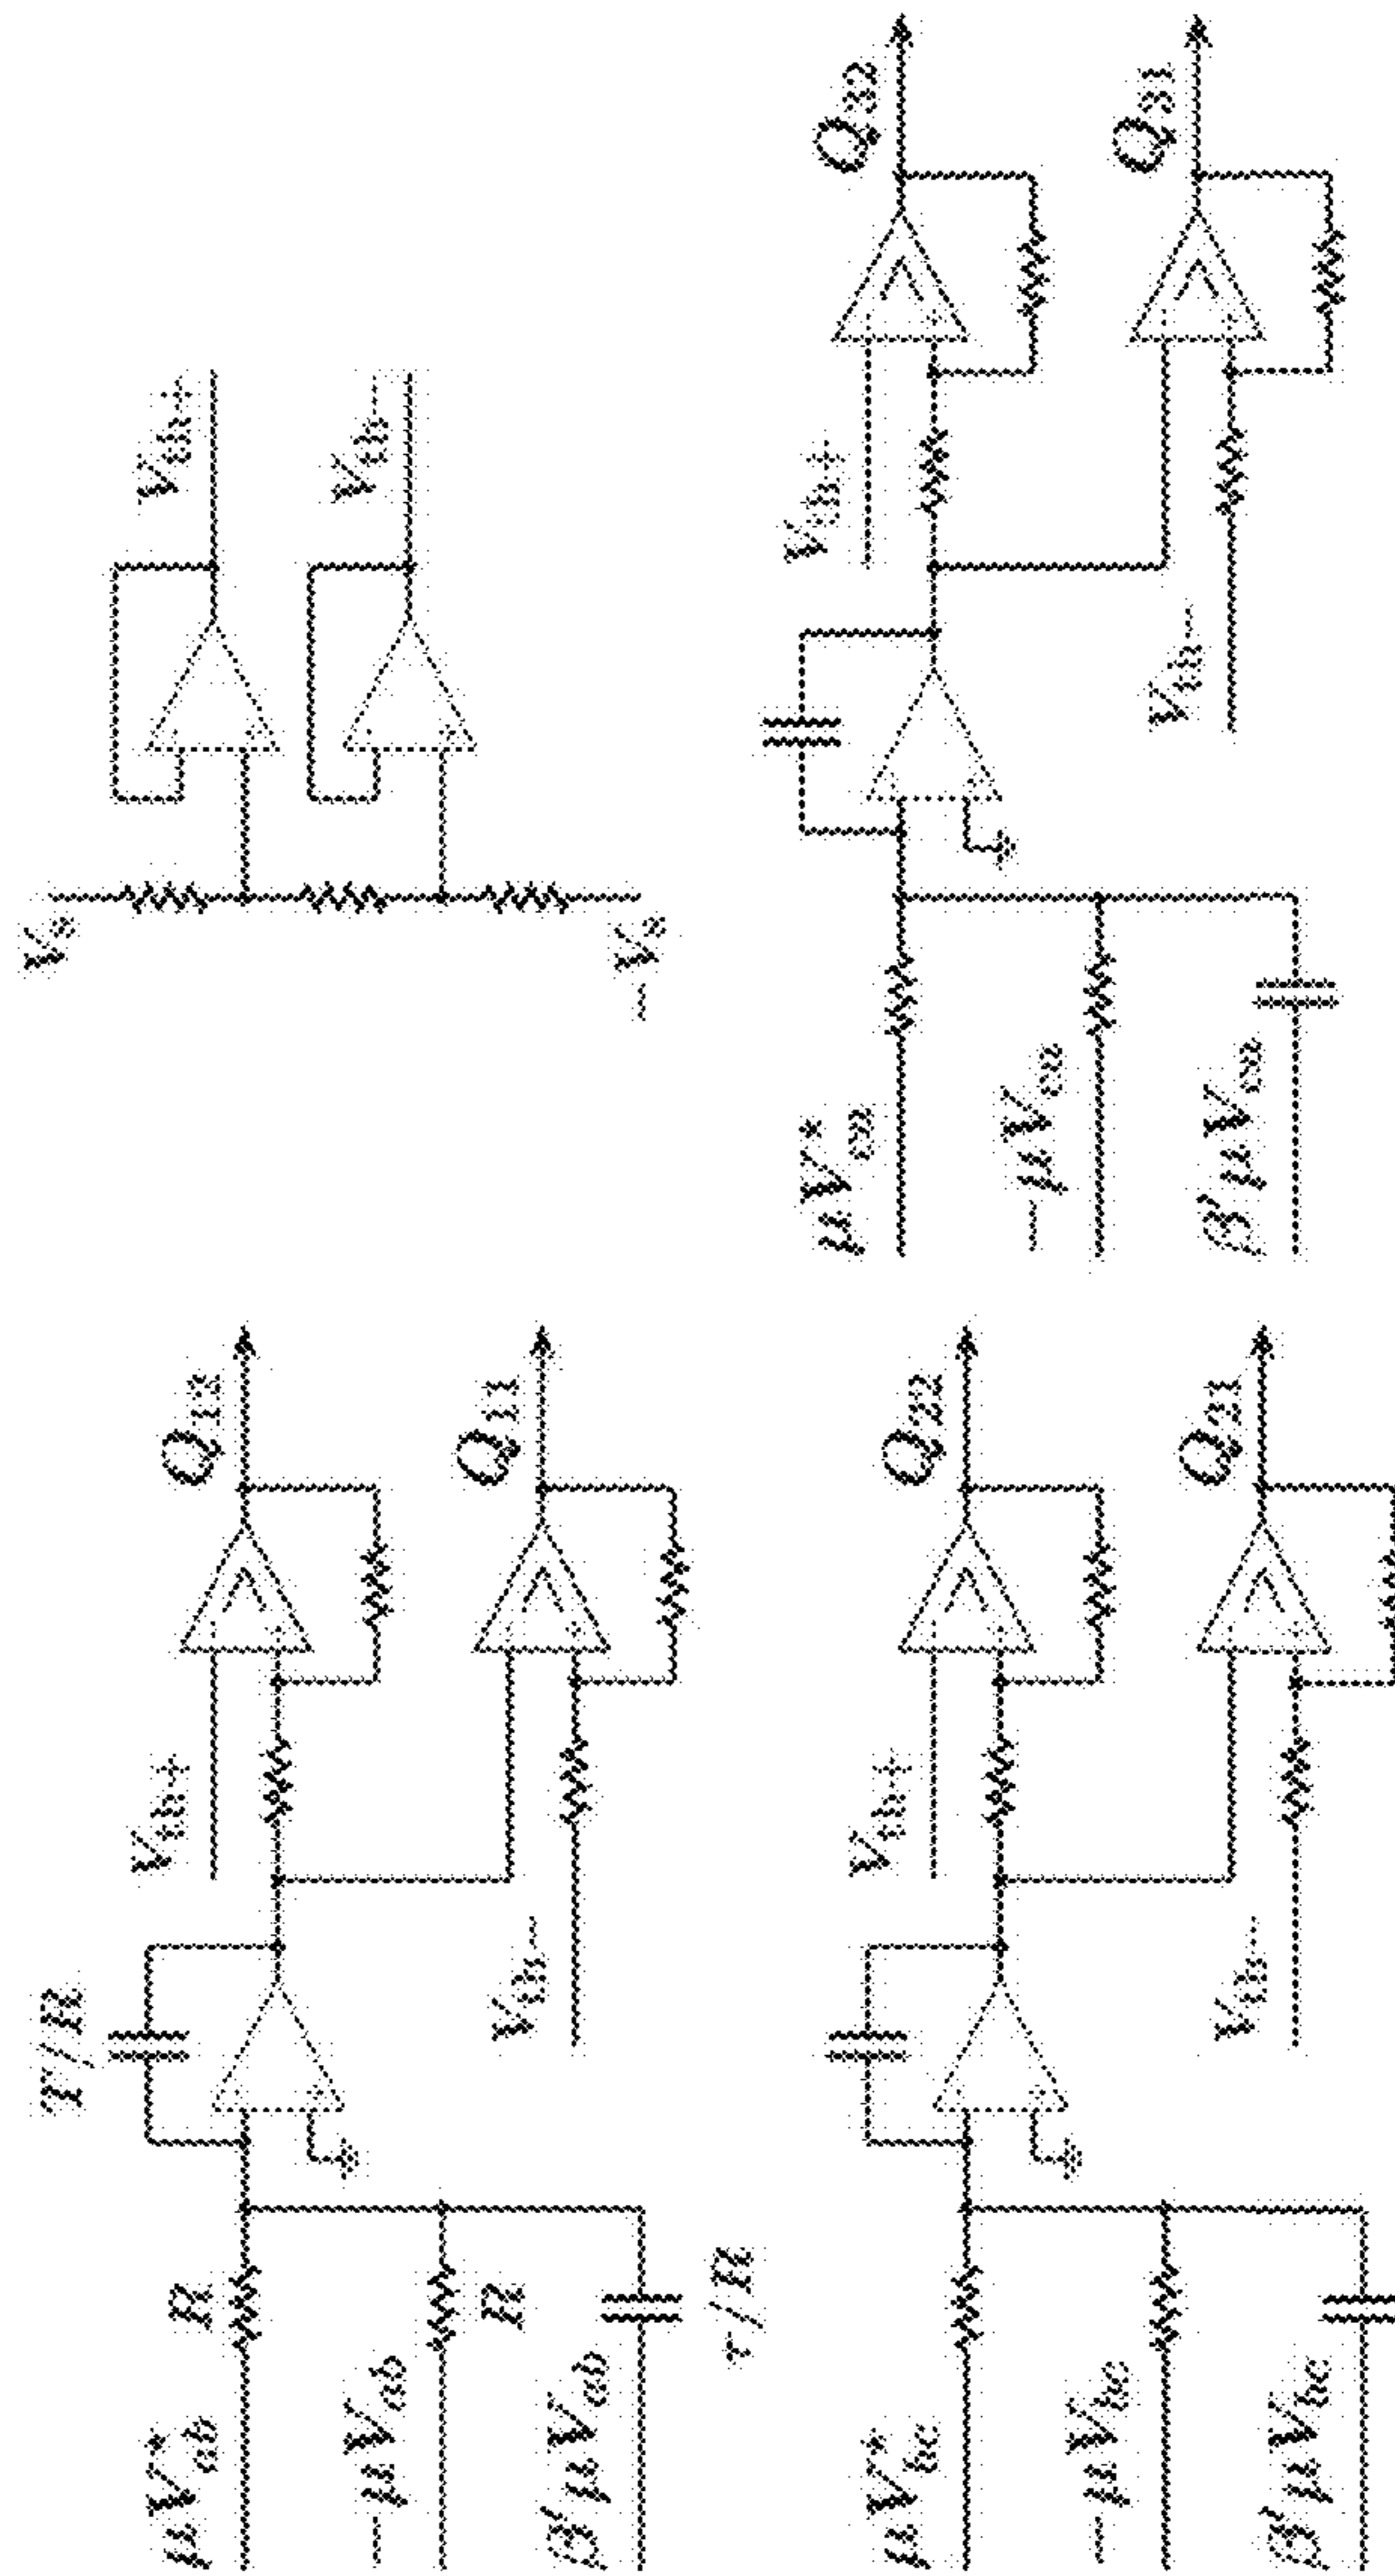 μV*ab
R
−μVab
R
β′μVab
τ/R
T/R
Vth+
Vth−
Q12
Q11
Vs
−Vs
Vth+
Vth−
μV*bc
−μVbc
β′μVbc
Vth+
Vth−
Q22
Q21
μV*ca
−μVca
β′μVca
Vth+
Vth−
Q32
Q31